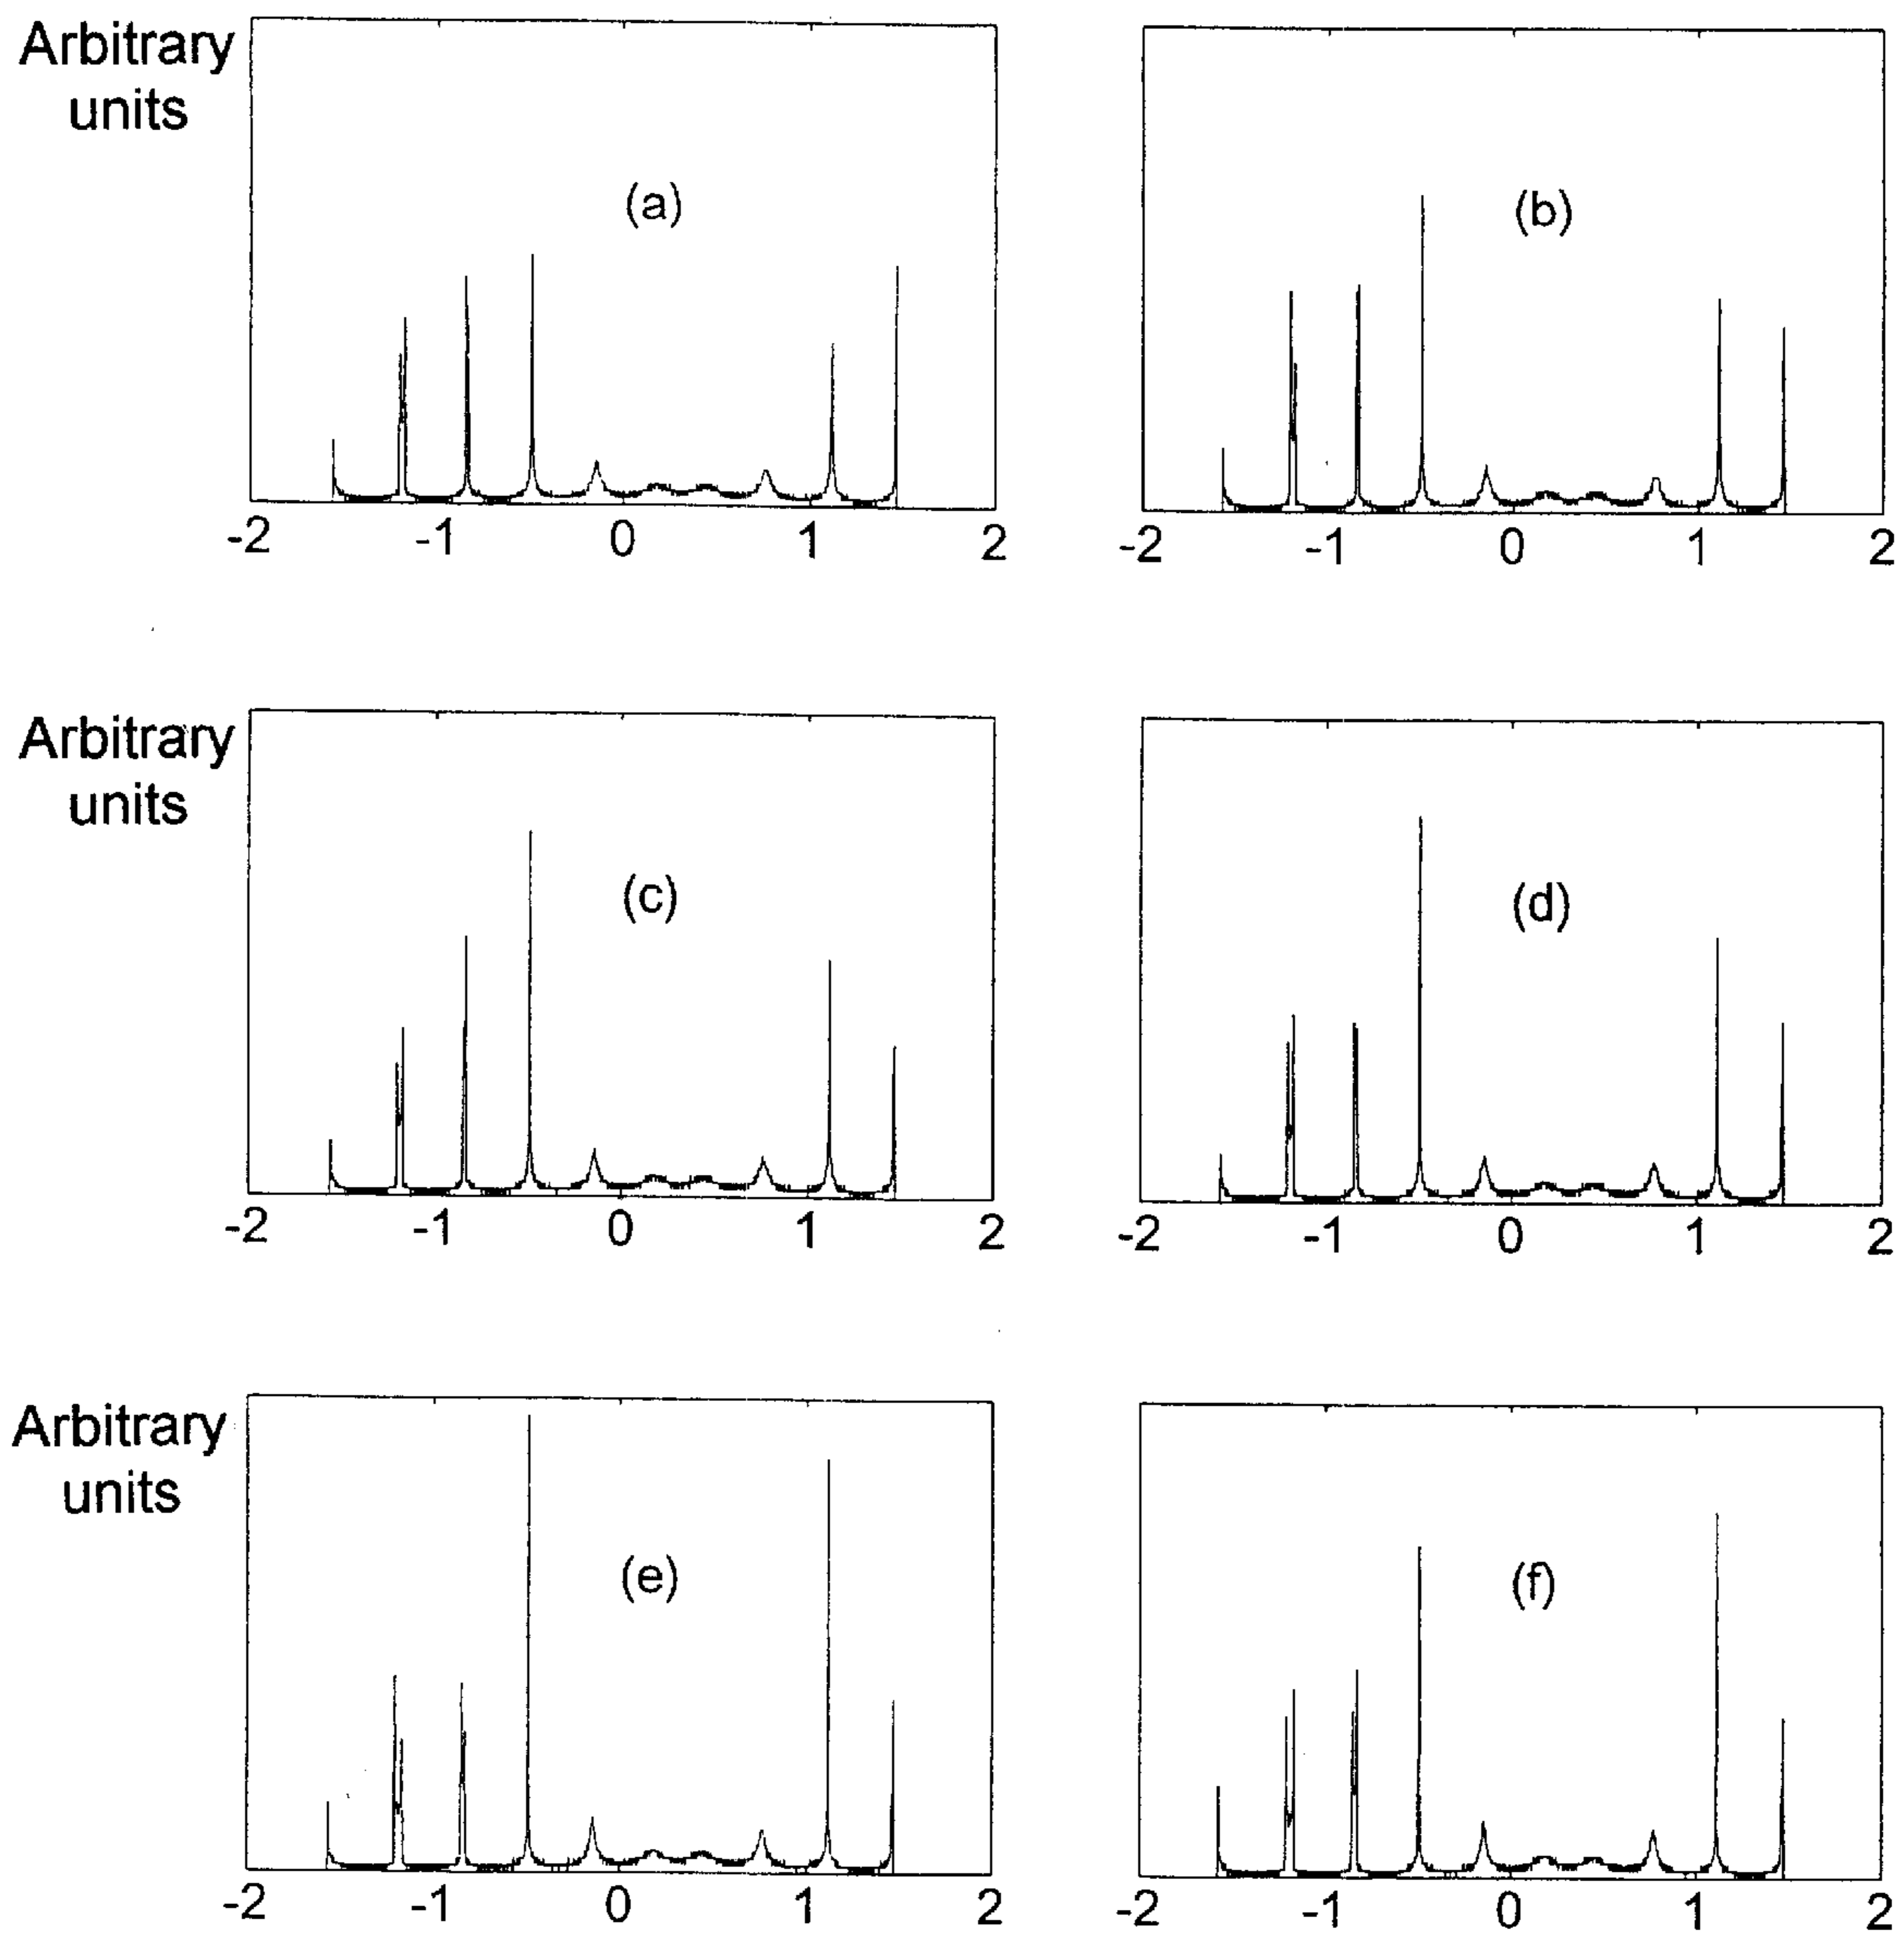 Arbitrary
units
(a)
(b)
-2 -1 0 1 2
-2 -1 0 1 2
Arbitrary
units
(c)
(d)
-2 -1 0 1 2
-2 -1 0 1 2
Arbitrary
units
(e)
(f)
-2 -1 0 1 2
-2 -1 0 1 2